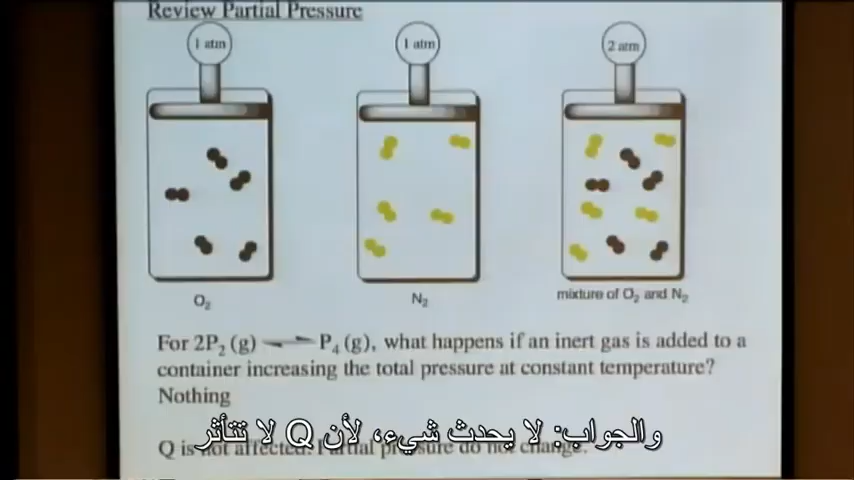 Review Partial Pressure
1 atm
1 atm
2 atm
O₂
N₂
mixture of O₂ and N₂
For 2P₂ (g) ⇌ P₄ (g), what happens if an inert gas is added to a
container increasing the total pressure at constant temperature?
Nothing
Q is not affected. Partial pressure do not change.
والجواب: لا يحدث شيء، لأن Q لا تتأثر